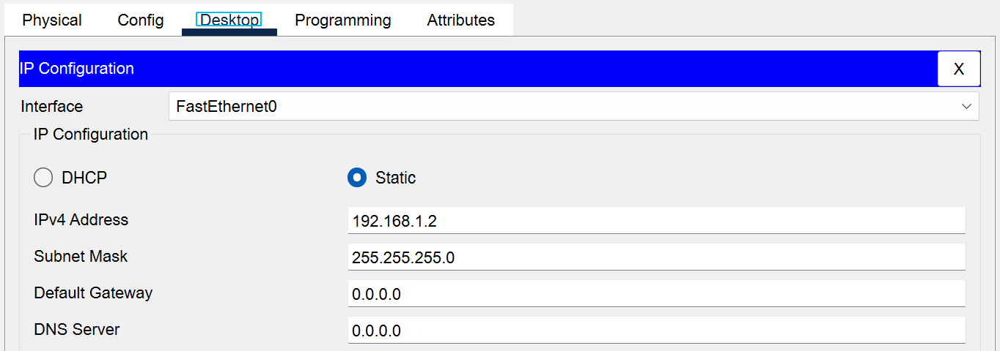 Physical Config Desktop Programming Attributes
IP Configuration X
Interface FastEthernet0
IP Configuration
DHCP Static
IPv4 Address 192.168.1.2
Subnet Mask 255.255.255.0
Default Gateway 0.0.0.0
DNS Server 0.0.0.0